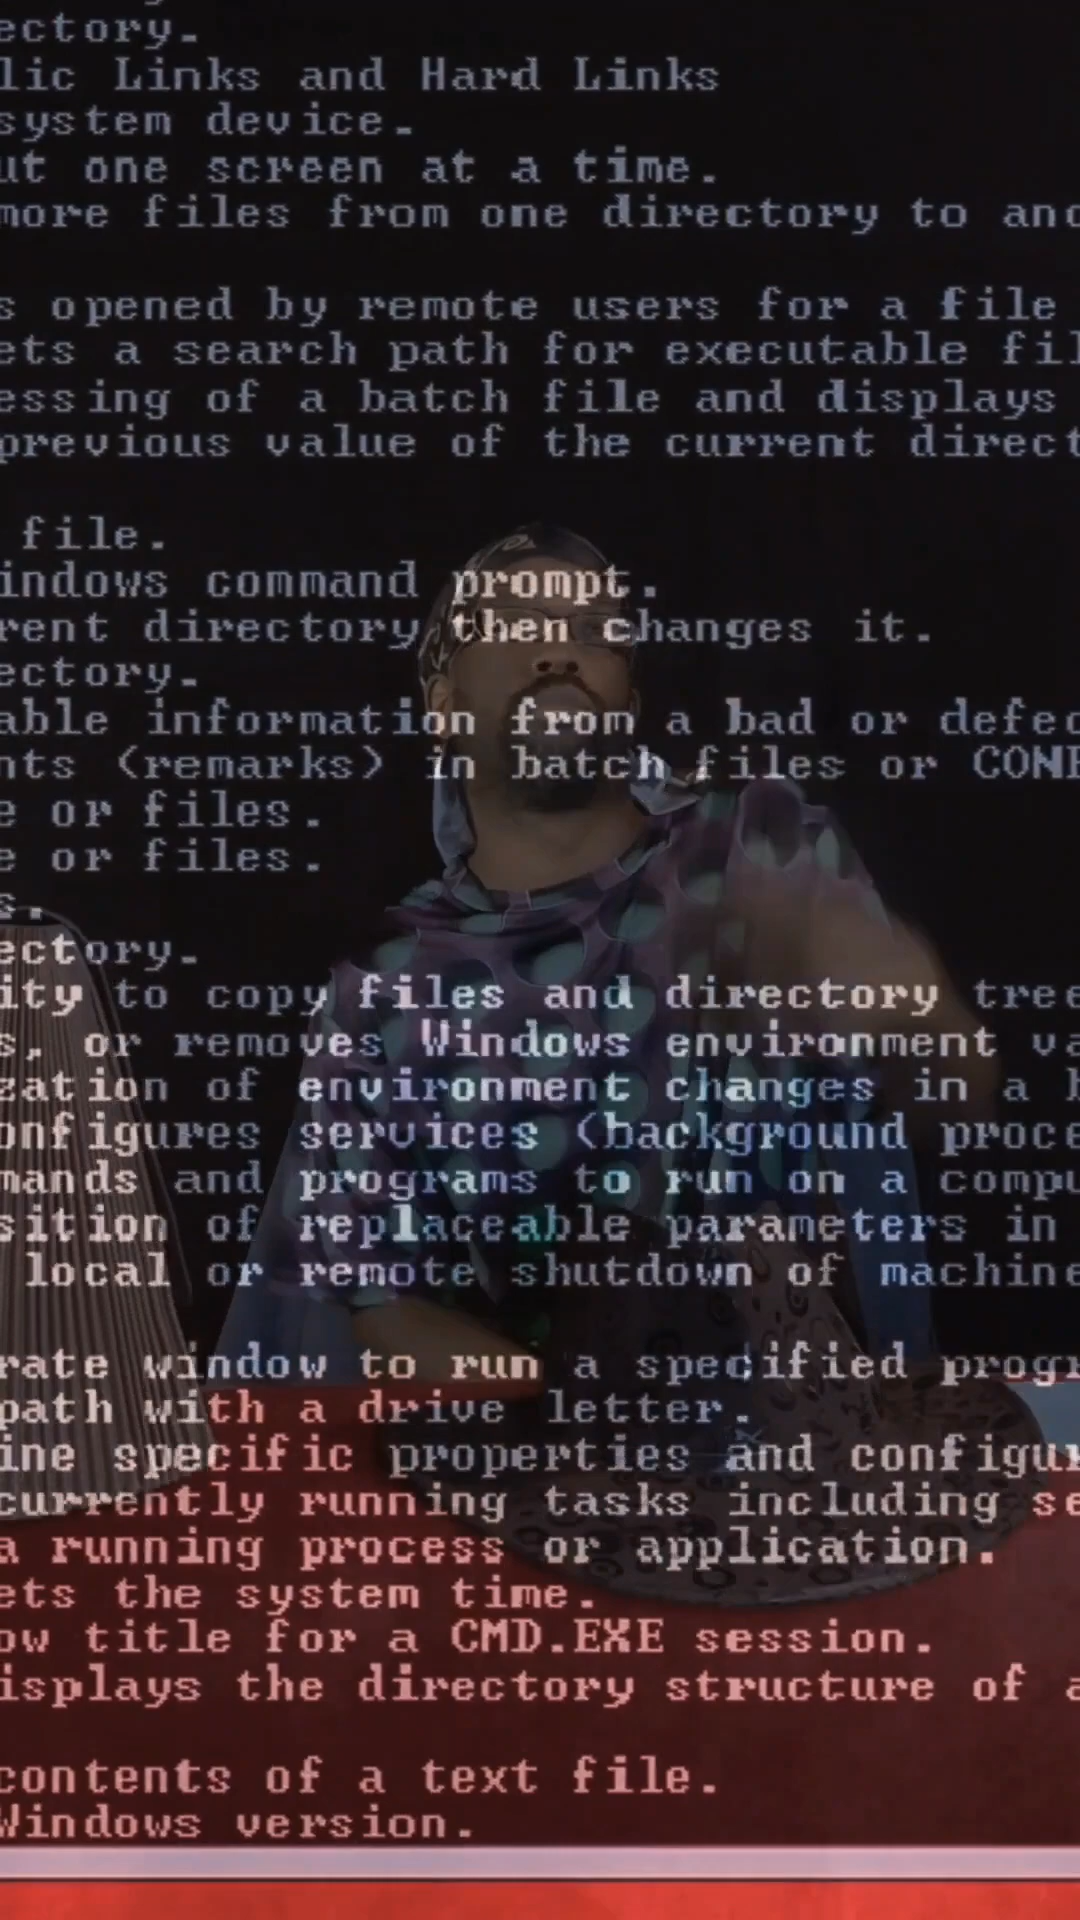 ectory.
lic Links and Hard Links
system device.
ut one screen at a time.
more files from one directory to ano
s opened by remote users for a file
ets a search path for executable fil
essing of a batch file and displays
previous value of the current direct
file.
indows command prompt.
rent directory then changes it.
ectory.
able information from a bad or defec
nts (remarks) in batch files or CONF
e or files.
e or files.
s.
ectory.
ity to copy files and directory tree
s, or removes Windows environment va
zation of environment changes in a b
onfigures services (background proce
mands and programs to run on a compu
sition of replaceable parameters in
local or remote shutdown of machine
rate window to run a specified progr
path with a drive letter.
ine specific properties and configur
currently running tasks including se
a running process or application.
ets the system time.
ow title for a CMD.EXE session.
isplays the directory structure of a
contents of a text file.
Windows version.